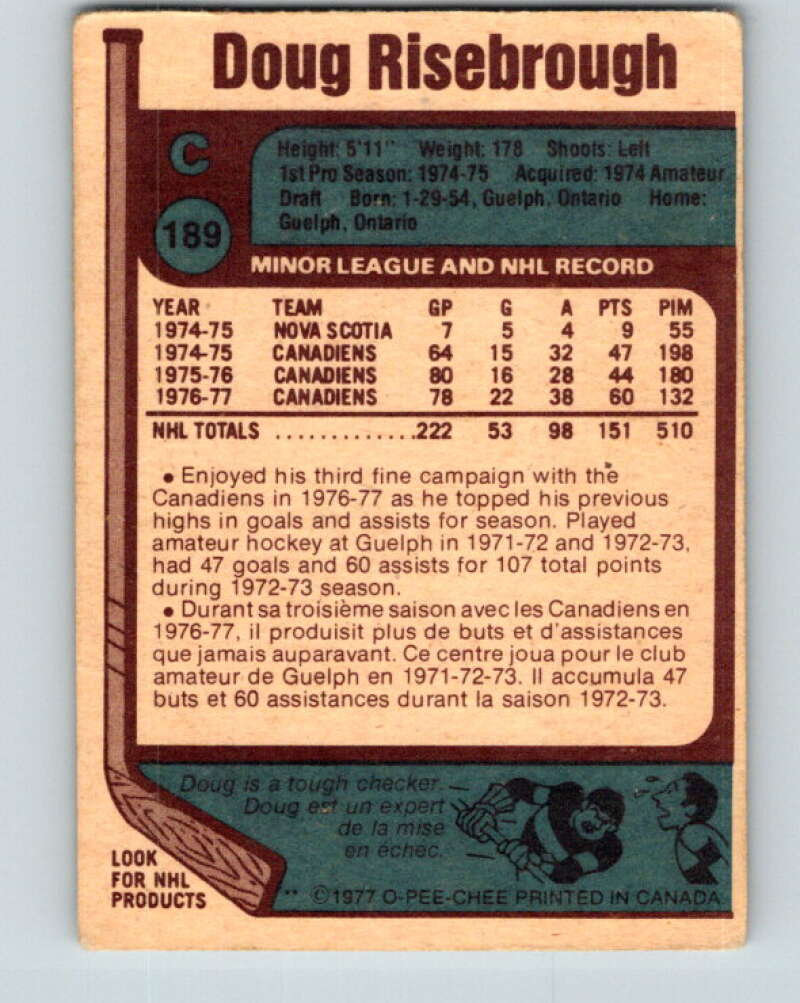 Doug Risebrough
C
Height: 5'11" Weight: 178 Shoots: Left
1st Pro Season: 1974-75 Acquired: 1974 Amateur
Draft Born: 1-29-54, Guelph, Ontario Home:
Guelph, Ontario
189
MINOR LEAGUE AND NHL RECORD
YEAR TEAM GP G A PTS PIM
1974-75 NOVA SCOTIA 7 5 4 9 55
1974-75 CANADIENS 64 15 32 47 198
1975-76 CANADIENS 80 16 28 44 180
1976-77 CANADIENS 78 22 38 60 132
NHL TOTALS .............222 53 98 151 510
• Enjoyed his third fine campaign with the
Canadiens in 1976-77 as he topped his previous
highs in goals and assists for season. Played
amateur hockey at Guelph in 1971-72 and 1972-73,
had 47 goals and 60 assists for 107 total points
during 1972-73 season.
• Durant sa troisième saison avec les Canadiens en
1976-77, il produisit plus de buts et d'assistances
que jamais auparavant. Ce centre joua pour le club
amateur de Guelph en 1971-72-73. Il accumula 47
buts et 60 assistances durant la saison 1972-73.
Doug is a tough checker.
Doug est un expert
de la mise
en échec.
LOOK
FOR NHL
PRODUCTS
** ©1977 O-PEE-CHEE PRINTED IN CANADA